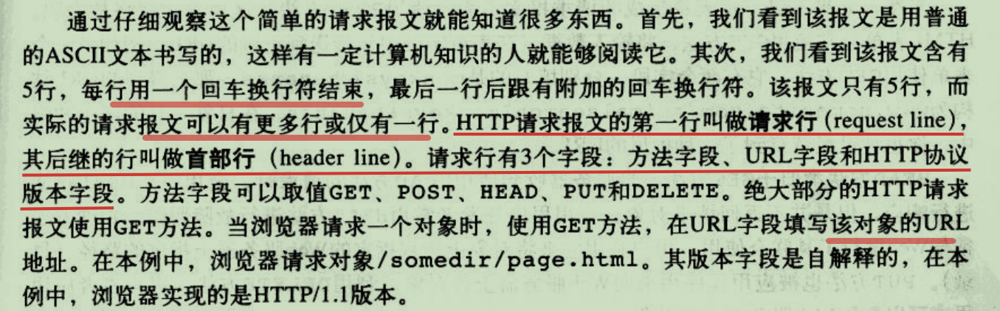 通过仔细观察这个简单的请求报文就能知道很多东西。首先，我们看到该报文是用普通
的ASCII文本书写的，这样有一定计算机知识的人就能够阅读它。其次，我们看到该报文含有
5行，每行用一个回车换行符结束，最后一行后跟有附加的回车换行符。该报文只有5行，而
实际的请求报文可以有更多行或仅有一行。HTTP请求报文的第一行叫做请求行（request line），
其后继的行叫做首部行（header line）。请求行有3个字段：方法字段、URL字段和HTTP协议
版本字段。方法字段可以取值GET、POST、HEAD、PUT和DELETE。绝大部分的HTTP请求
报文使用GET方法。当浏览器请求一个对象时，使用GET方法，在URL字段填写该对象的URL
地址。在本例中，浏览器请求对象/somedir/page.html。其版本字段是自解释的，在本
例中，浏览器实现的是HTTP/1.1版本。